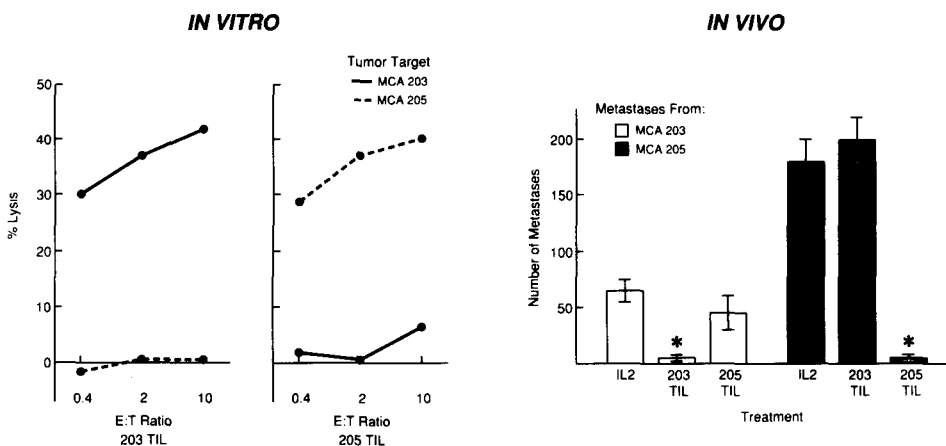 IN VITRO
Tumor Target
MCA 203
MCA 205
50
40
30
20
10
0
% Lysis
0.4 2 10
E:T Ratio
203 TIL
0.4 2 10
E:T Ratio
205 TIL
IN VIVO
Metastases From:
MCA 203
MCA 205
200
150
100
50
Number of Metastases
*
*
IL2 203 TIL 205 TIL IL2 203 TIL 205 TIL
Treatment